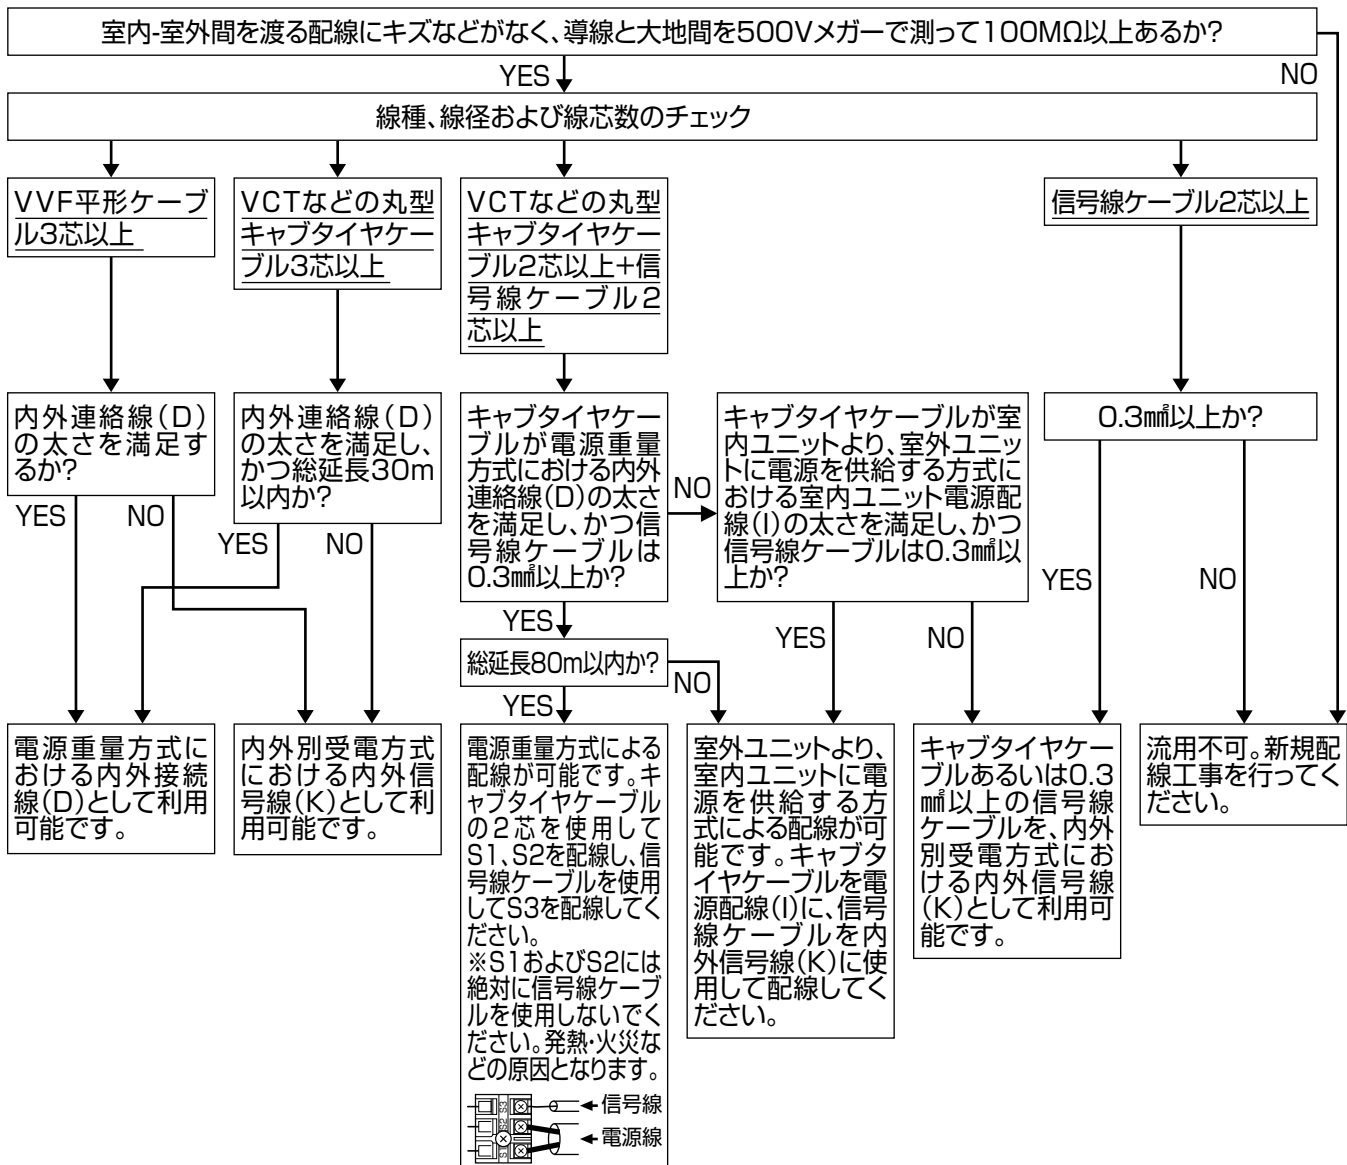 室内-室外間を渡る配線にキズなどがなく、導線と大地間を500Vメガーで測って100MΩ以上あるか?
YES
NO
線種、線径および線芯数のチェック
VVF平形ケーブ
ル3芯以上
VCTなどの丸型
キャブタイヤケー
ブル3芯以上
VCTなどの丸型
キャブタイヤケー
ブル2芯以上+信
号線ケーブル2
芯以上
信号線ケーブル2芯以上
内外連絡線(D)
の太さを満足す
るか?
内外連絡線(D)
の太さを満足し、
かつ総延長30m
以内か?
キャブタイヤケー
ブルが電源重量
方式における内外
連絡線(D)の太さ
を満足し、かつ信
号線ケーブルは
0.3㎟以上か?
NO
キャブタイヤケーブルが室
内ユニットより、室外ユニッ
トに電源を供給する方式に
おける室内ユニット電源配
線(I)の太さを満足し、かつ
信号線ケーブルは0.3㎟以
上か?
0.3㎟以上か?
YES
NO
YES
NO
YES
NO
YES
NO
YES
総延長80m以内か?
NO
YES
電源重量方式に
おける内外接続
線(D)として利用
可能です。
内外別受電方式
における内外信
号線(K)として利
用可能です。
電源重量方式による
配線が可能です。キ
ャブタイヤケーブル
の2芯を使用して
S1、S2を配線し、信
号線ケーブルを使用
してS3を配線してく
ださい。
※S1およびS2には
絶対に信号線ケーブ
ルを使用しないでく
ださい。発熱・火災な
どの原因となります。
S3
信号線
S2
電源線
S1
室外ユニットより、
室内ユニットに電
源を供給する方
式による配線が可
能です。キャブタ
イヤケーブルを電
源配線(I)に、信号
線ケーブルを内
外信号線(K)に使
用して配線してく
ださい。
キャブタイヤケー
ブルあるいは0.3
㎟以上の信号線
ケーブルを、内外
別受電方式にお
ける内外信号線
(K)として利用可
能です。
流用不可。新規配
線工事を行ってく
ださい。